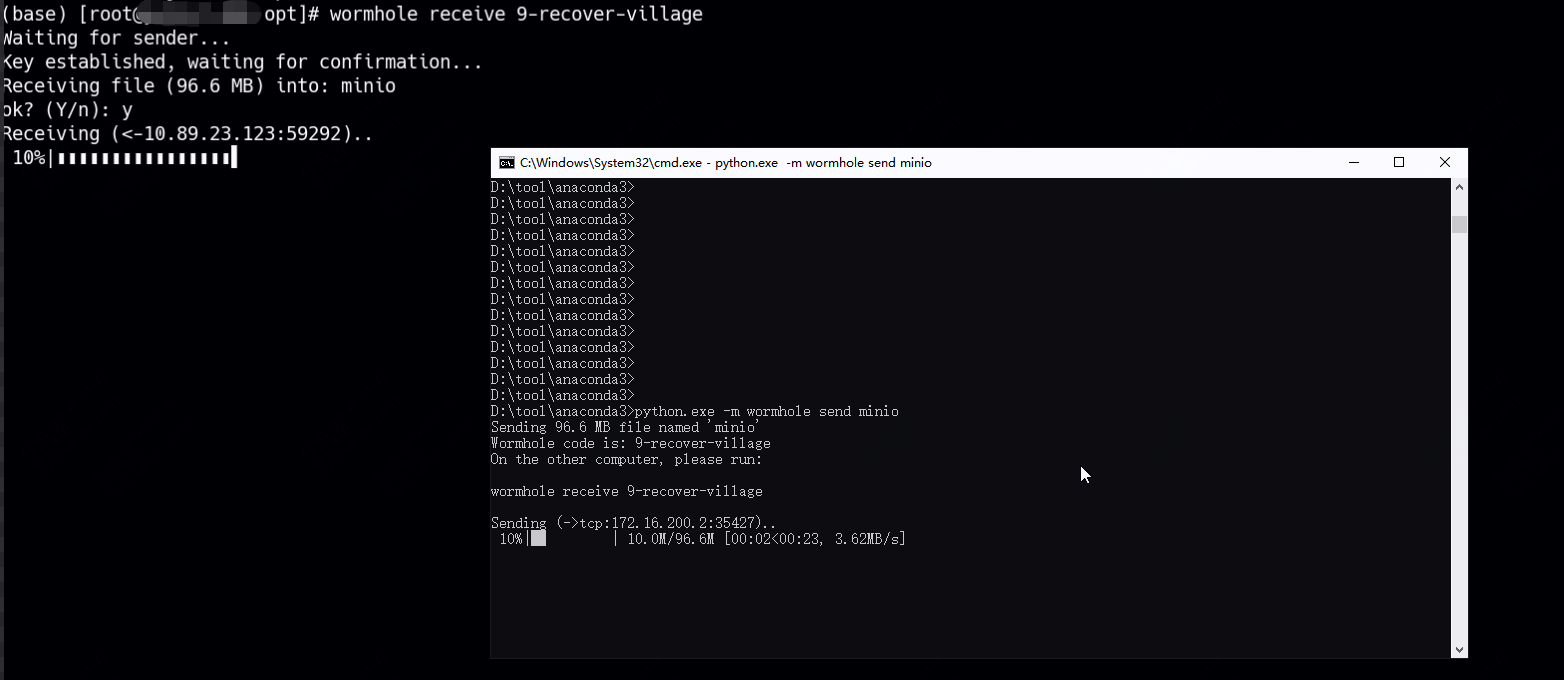 (base) [root@ opt]# wormhole receive 9-recover-village
Waiting for sender...
Key established, waiting for confirmation...
Receiving file (96.6 MB) into: minio
ok? (Y/n): y
Receiving (<-10.89.23.123:59292)..
10%|
C:\Windows\System32\cmd.exe - python.exe  -m wormhole send minio
D:\tool\anaconda3>
D:\tool\anaconda3>
D:\tool\anaconda3>
D:\tool\anaconda3>
D:\tool\anaconda3>
D:\tool\anaconda3>
D:\tool\anaconda3>
D:\tool\anaconda3>
D:\tool\anaconda3>
D:\tool\anaconda3>
D:\tool\anaconda3>
D:\tool\anaconda3>
D:\tool\anaconda3>
D:\tool\anaconda3>
D:\tool\anaconda3>python.exe -m wormhole send minio
Sending 96.6 MB file named 'minio'
Wormhole code is: 9-recover-village
On the other computer, please run:
wormhole receive 9-recover-village
Sending (->tcp:172.16.200.2:35427)..
10%| | 10.0M/96.6M [00:02<00:23, 3.62MB/s]